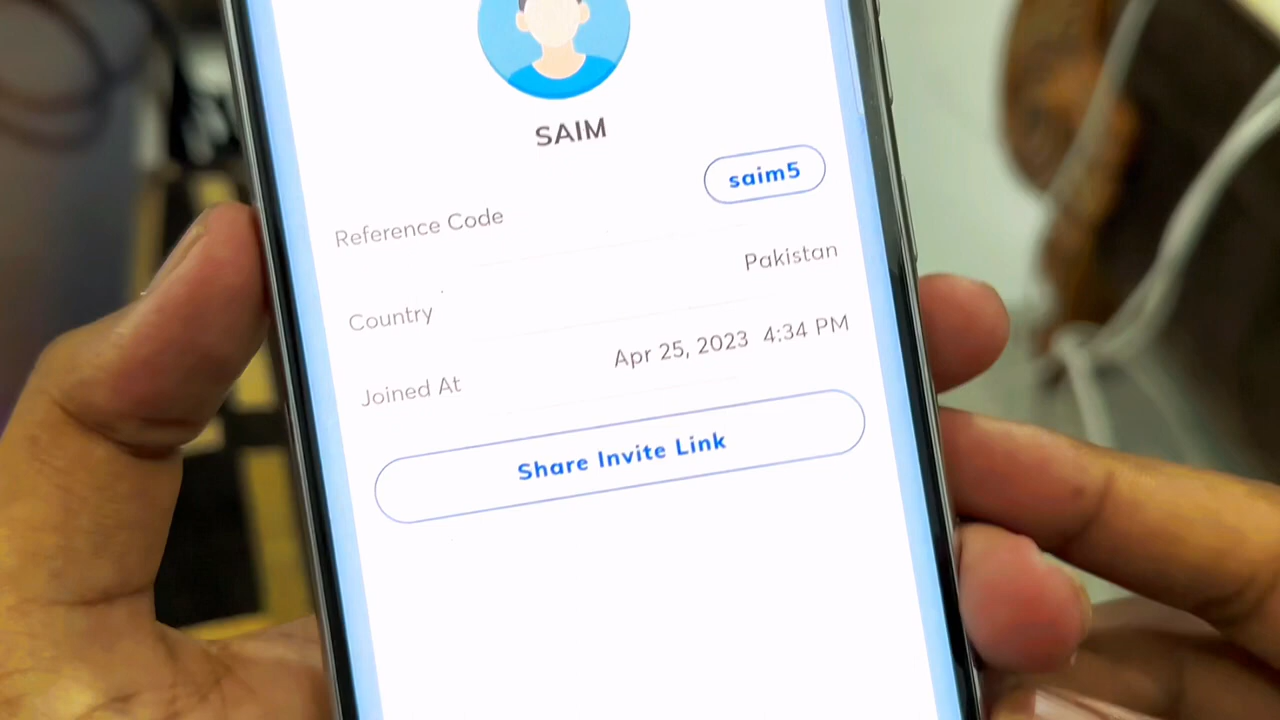 SAIM
Reference Code saim5
Country Pakistan
Joined At Apr 25, 2023 4:34 PM
Share Invite Link